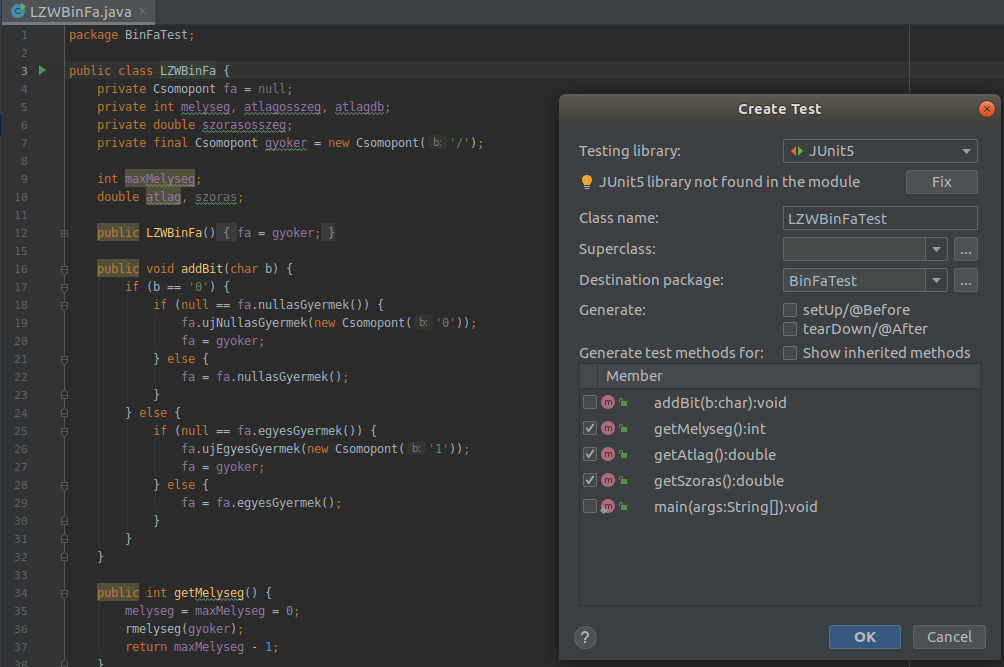 LZWBinFa.java
1 package BinFaTest;
2
3 public class LZWBinFa {
4 private Csomopont fa = null;
5 private int melyseg, atlagosszeg, atlagdb;
6 private double szorasosszeg;
7 private final Csomopont gyoker = new Csomopont( b: '/');
8
9 int maxMelyseg;
10 double atlag, szoras;
11
12 public LZWBinFa() { fa = gyoker; }
15
16 public void addBit(char b) {
17 if (b == '0') {
18 if (null == fa.nullasGyermek()) {
19 fa.ujNullasGyermek(new Csomopont( b: '0'));
20 fa = gyoker;
21 } else {
22 fa = fa.nullasGyermek();
23 }
24 } else {
25 if (null == fa.egyesGyermek()) {
26 fa.ujEgyesGyermek(new Csomopont( b: '1'));
27 fa = gyoker;
28 } else {
29 fa = fa.egyesGyermek();
30 }
31 }
32 }
33
34 public int getMelyseg() {
35 melyseg = maxMelyseg = 0;
36 rmelyseg(gyoker);
37 return maxMelyseg - 1;
38 }
Create Test
Testing library: JUnit5
JUnit5 library not found in the module Fix
Class name: LZWBinFaTest
Superclass: ...
Destination package: BinFaTest ...
Generate: setUp/@Before
tearDown/@After
Generate test methods for: Show inherited methods
Member
m addBit(b:char):void
m getMelyseg():int
m getAtlag():double
m getSzoras():double
m main(args:String[]):void
? OK Cancel